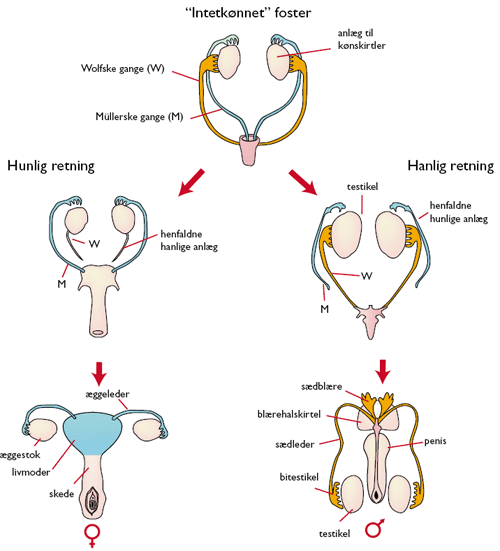 “Intetkønnet” foster
anlæg til
kønskirtler
Wolfske gange (W)
Müllerske gange (M)
Hunlig retning
Hanlig retning
testikel
henfaldne
hunlige anlæg
W
henfaldne
hanlige anlæg
M
W
M
æggeleder
æggestok
livmoder
skede
♀
sædblære
blærehalskirtel
sædleder
penis
bitestikel
testikel
♂